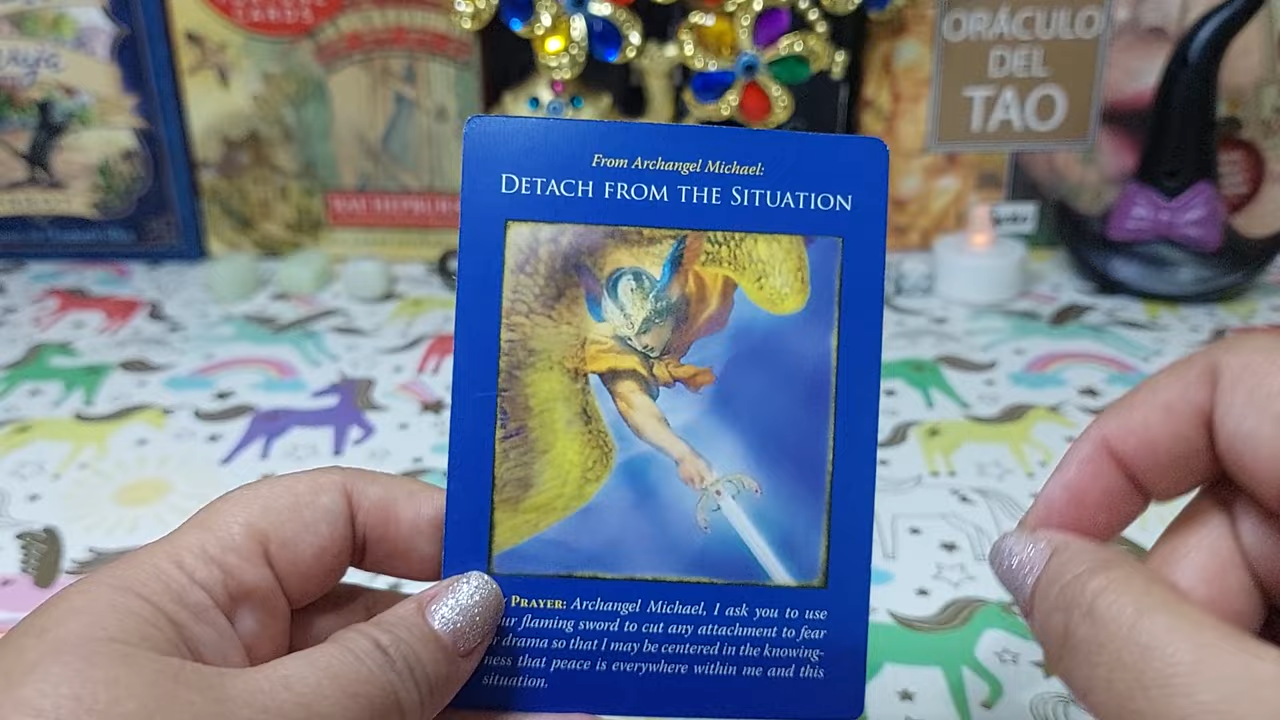 CARDS
ORÁCULO
DEL
TAO
From Archangel Michael:
DETACH FROM THE SITUATION
PRAYER: Archangel Michael, I ask you to use
flaming sword to cut any attachment to fear
drama so that I may be centered in the knowing-
ness that peace is everywhere within me and this
situation.